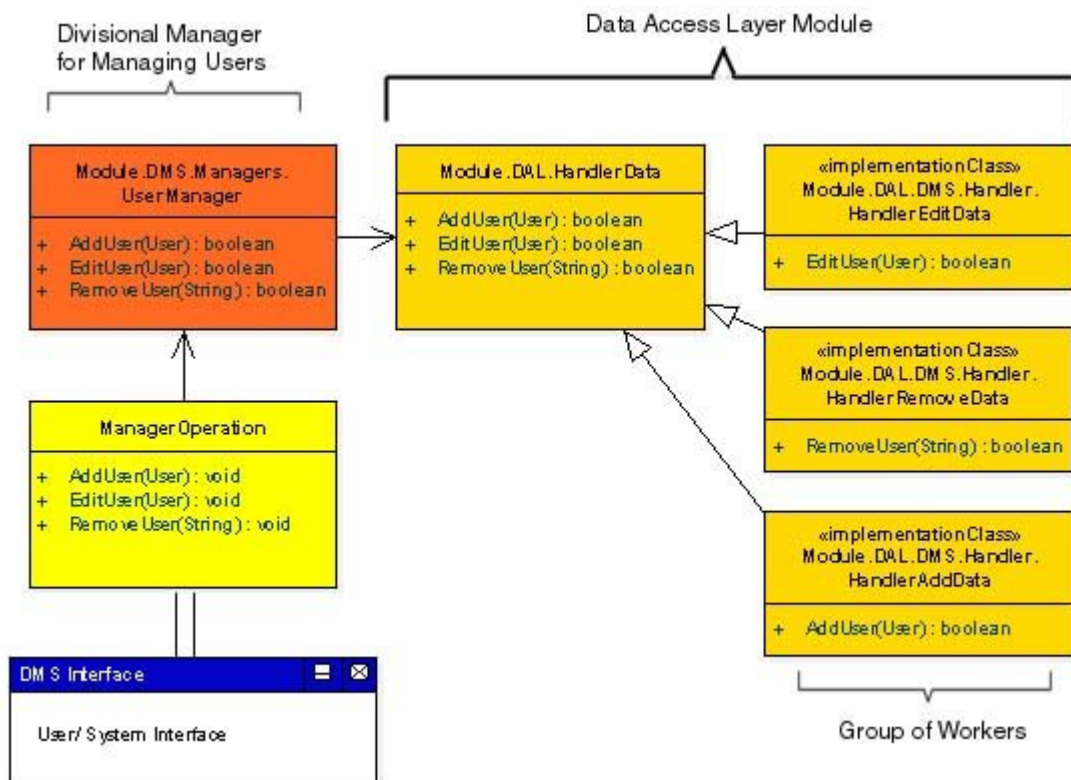 Divisional Manager
for Managing Users
Data Access Layer Module
Module.DMS.Managers.
UserManager
+ AddUser(User) : boolean
+ EditUser(User) : boolean
+ RemoveUser(String) : boolean
Module.DAL.HandlerData
+ AddUser(User) : boolean
+ EditUser(User) : boolean
+ RemoveUser(String) : boolean
«implementationClass»
Module.DAL.DMS.Handler.
HandlerEditData
+ EditUser(User) : boolean
«implementationClass»
Module.DAL.DMS.Handler.
HandlerRemoveData
+ RemoveUser(String) : boolean
ManagerOperation
+ AddUser(User) : void
+ EditUser(User) : void
+ RemoveUser(String) : void
«implementationClass»
Module.DAL.DMS.Handler.
HandlerAddData
+ AddUser(User) : boolean
DMS Interface
User/ System Interface
Group of Workers